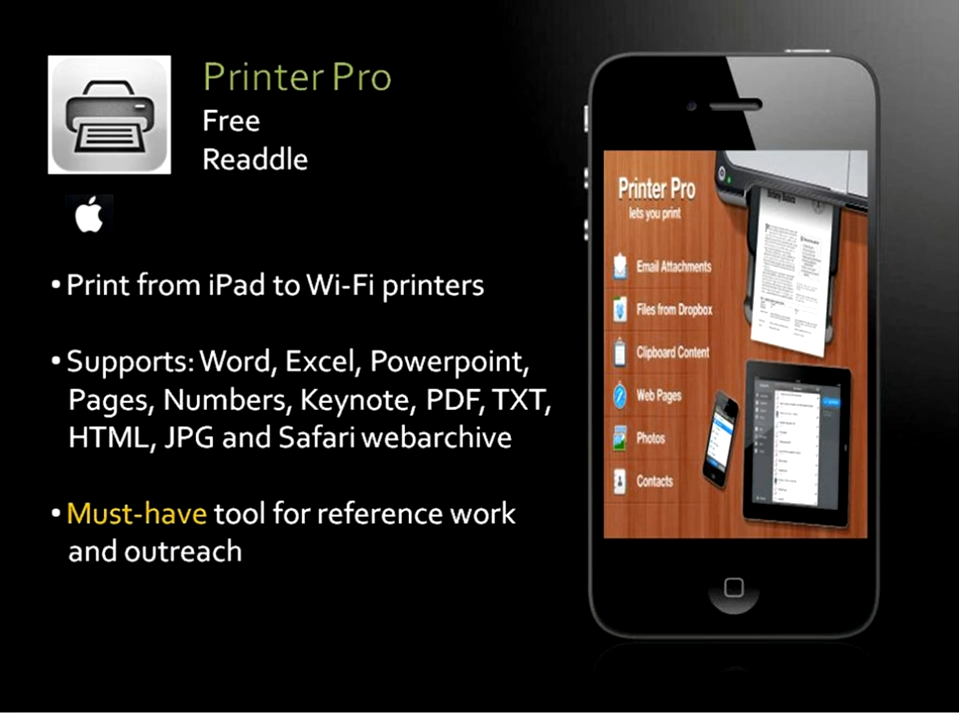 Printer Pro
Free
Readdle
• Print from iPad to Wi-Fi printers
• Supports: Word, Excel, Powerpoint,
Pages, Numbers, Keynote, PDF, TXT,
HTML, JPG and Safari webarchive
• Must-have tool for reference work
and outreach
Printer Pro
lets you print
Email Attachments
Files from Dropbox
Clipboard Content
Web Pages
Photos
Contacts